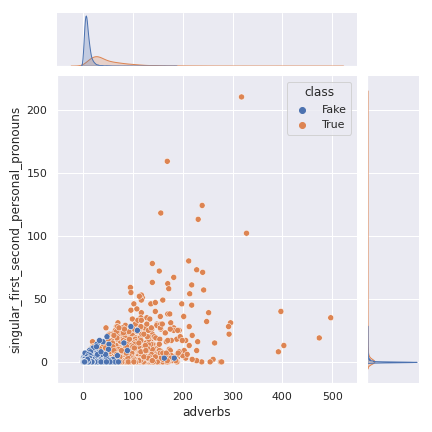 class
Fake
True
200
150
100
50
0
singular_first_second_personal_pronouns
0 100 200 300 400 500
adverbs